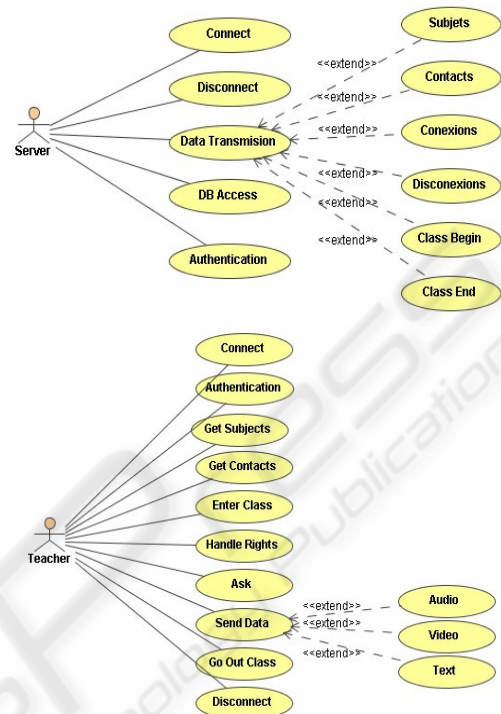 Connect
Disconnect
Data Transmision
DB Access
Authentication
Server
<<extend>>
<<extend>>
<<extend>>
<<extend>>
<<extend>>
<<extend>>
Subjets
Contacts
Conexions
Disconexions
Class Begin
Class End
Connect
Authentication
Get Subjects
Get Contacts
Enter Class
Handle Rights
Ask
Send Data
Go Out Class
Disconnect
Teacher
<<extend>>
<<extend>>
<<extend>>
Audio
Video
Text